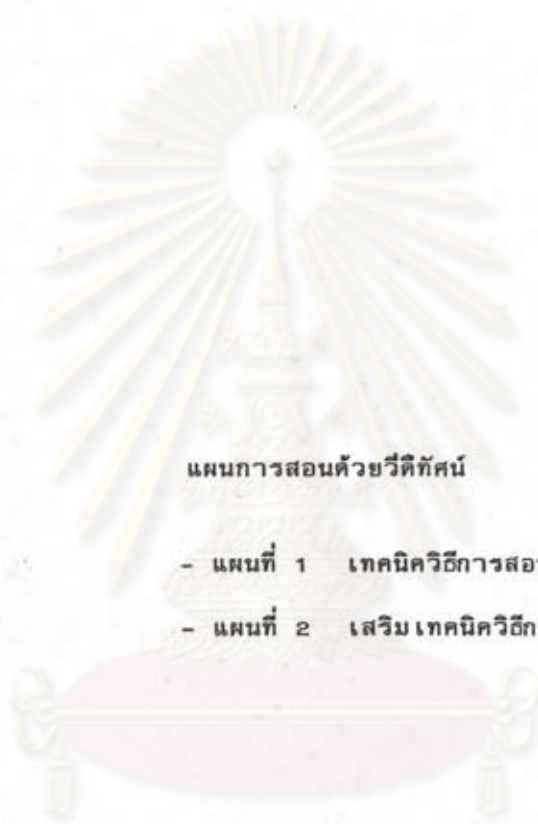 แผนการสอนด้วยวีดีทัศน์
- แผนที่ 1 เทคนิควิธีการสอน
- แผนที่ 2 เสริมเทคนิควิธีก